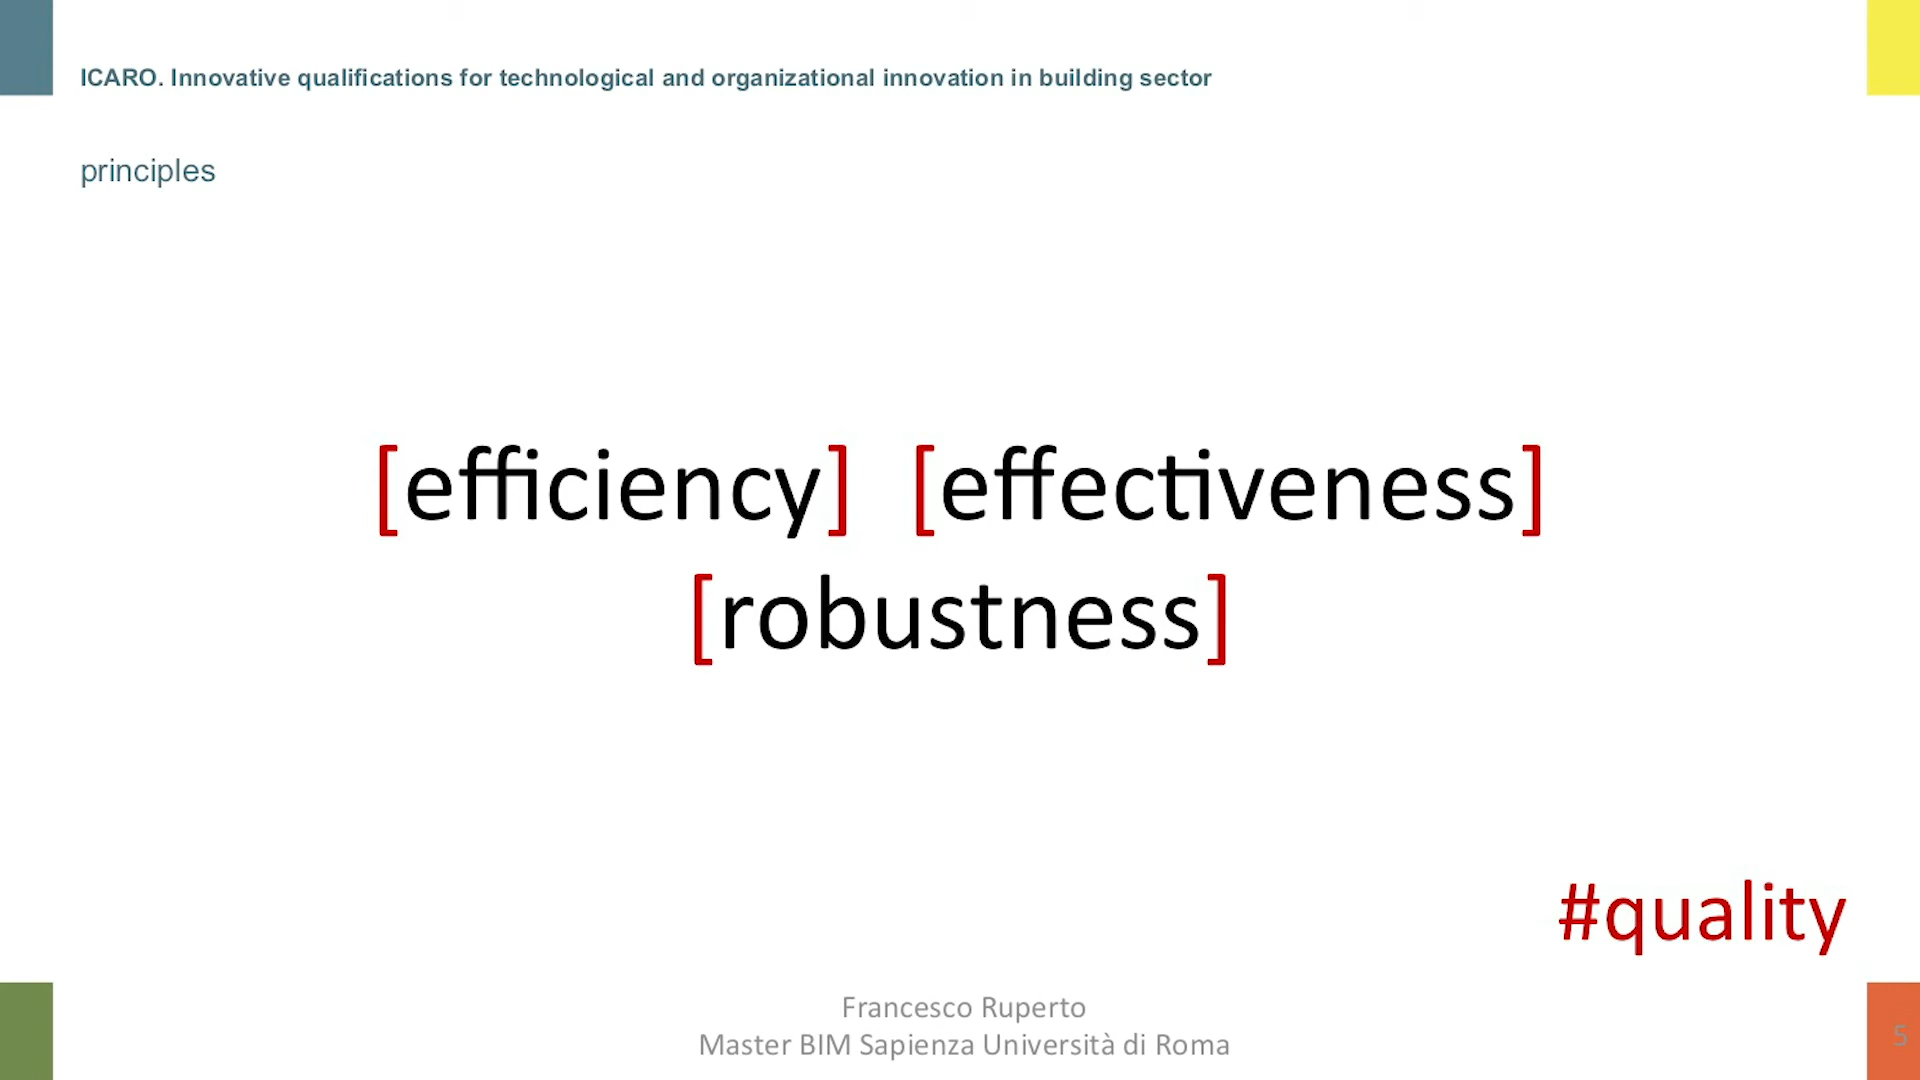 ICARO. Innovative qualifications for technological and organizational innovation in building sector
principles
[efficiency] [effectiveness]
[robustness]
#quality
Francesco Ruperto
Master BIM Sapienza Università di Roma
5